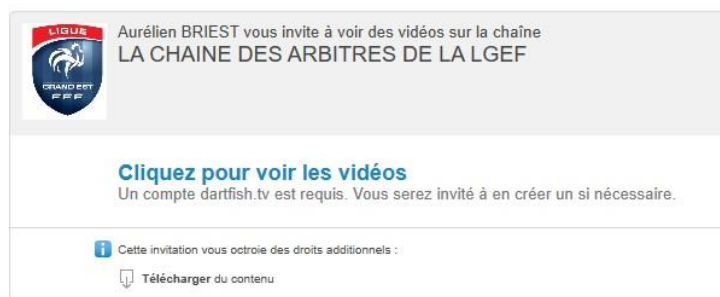 LIGUE
GRAND EST
FFF
Aurélien BRIEST vous invite à voir des vidéos sur la chaîne
LA CHAINE DES ARBITRES DE LA LGEF
Cliquez pour voir les vidéos
Un compte dartfish.tv est requis. Vous serez invité à en créer un si nécessaire.
Cette invitation vous octroie des droits additionnels :
Télécharger du contenu